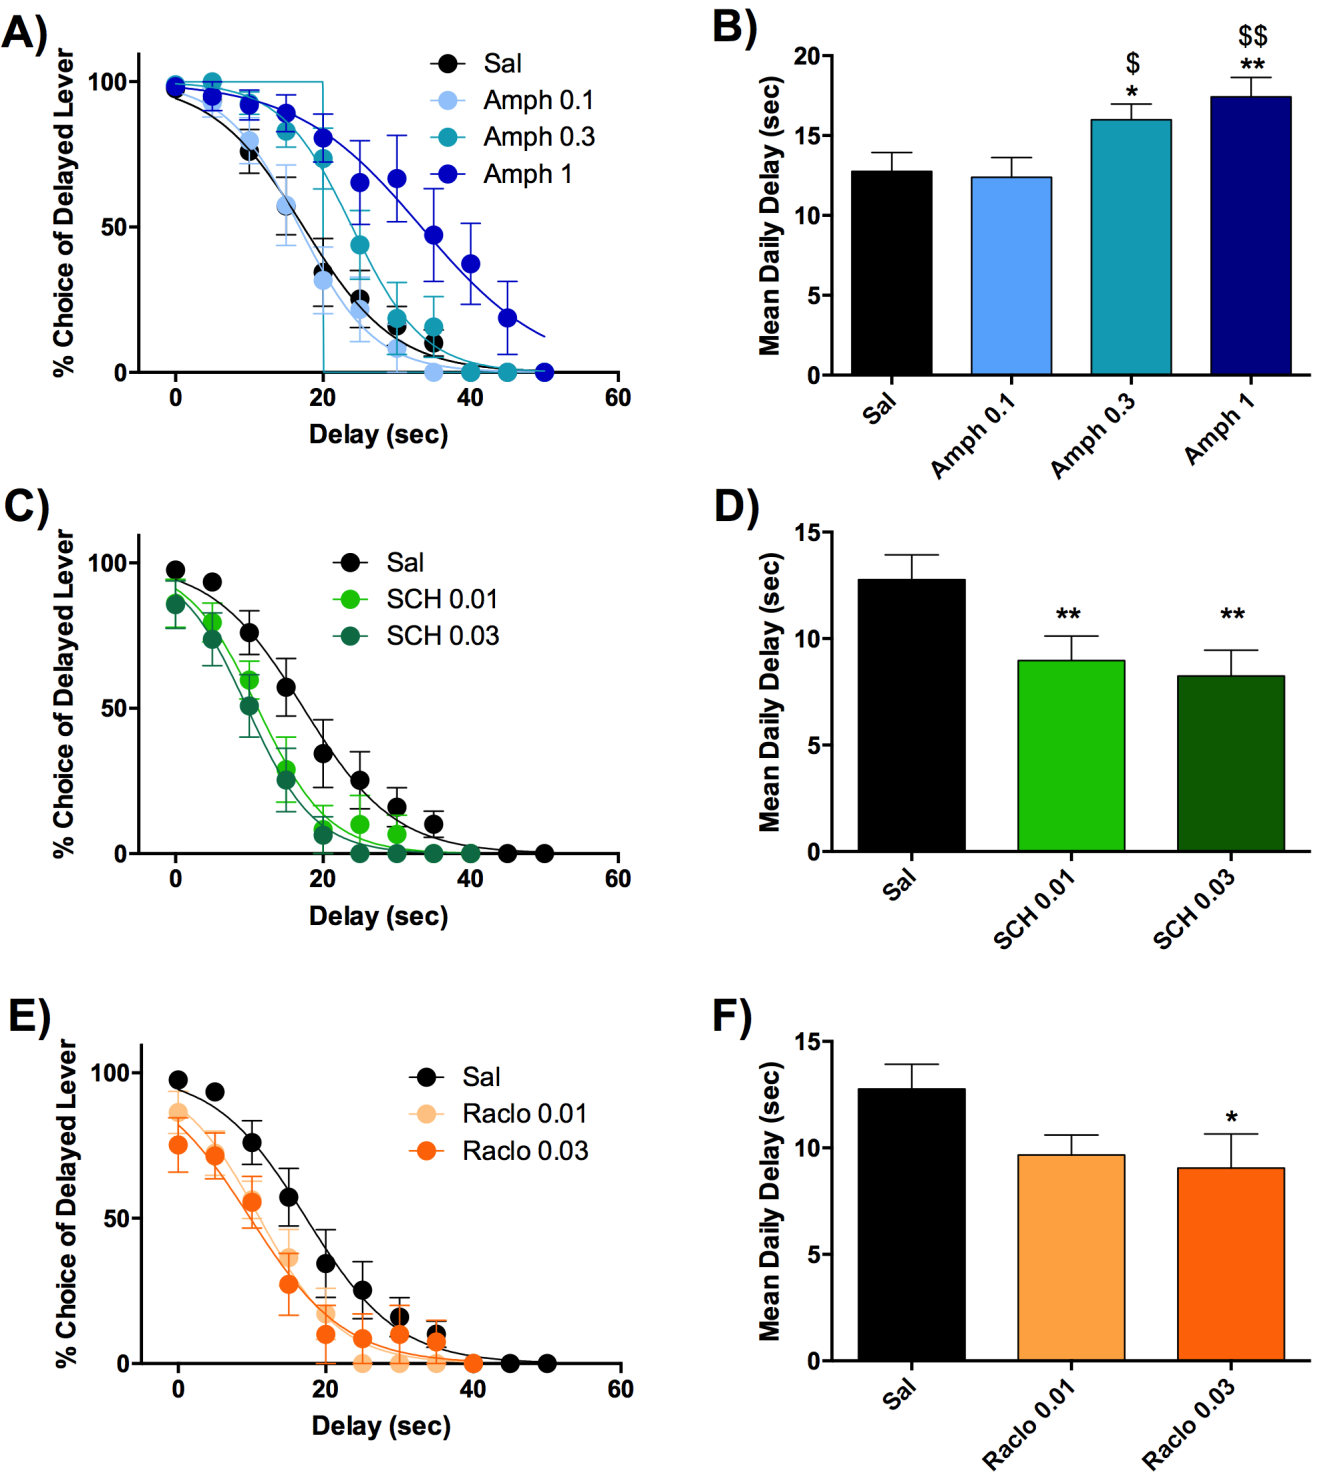 A)
% Choice of Delayed Lever
100
50
0
0 20 40 60
Delay (sec)
Sal
Amph 0.1
Amph 0.3
Amph 1
B)
Mean Daily Delay (sec)
20
15
10
5
0
$ $$
* **
Sal Amph 0.1 Amph 0.3 Amph 1
C)
% Choice of Delayed Lever
100
50
0
0 20 40 60
Delay (sec)
Sal
SCH 0.01
SCH 0.03
D)
Mean Daily Delay (sec)
15
10
5
0
** **
Sal SCH 0.01 SCH 0.03
E)
% Choice of Delayed Lever
100
50
0
0 20 40 60
Delay (sec)
Sal
Raclo 0.01
Raclo 0.03
F)
Mean Daily Delay (sec)
15
10
5
0
*
Sal Raclo 0.01 Raclo 0.03